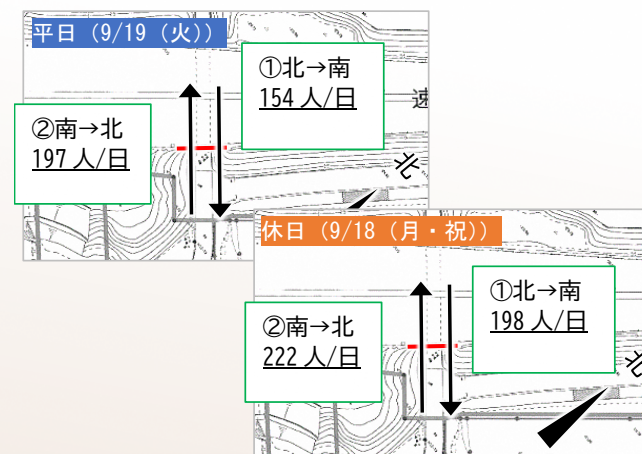 平日（9/19（火））
①北→南
154 人/日
②南→北
197 人/日
速
北
休日（9/18（月・祝））
①北→南
198 人/日
②南→北
222 人/日
北